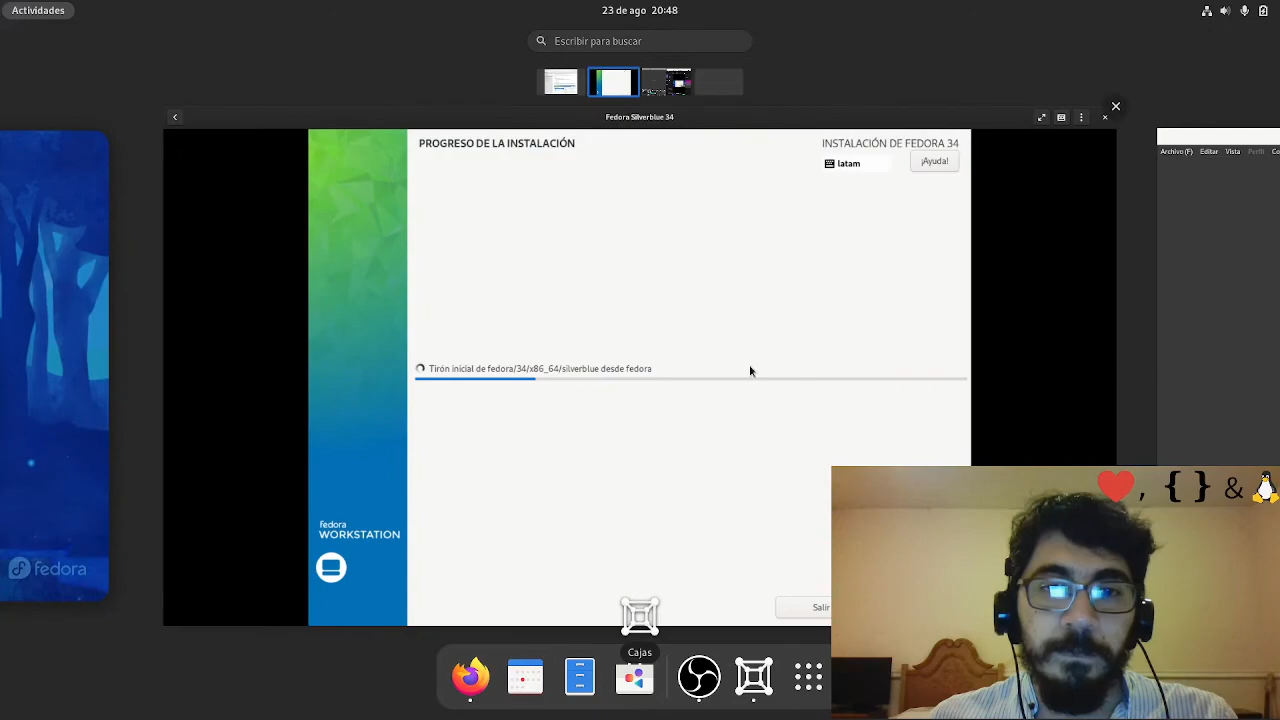 Actividades
23 de ago 20:48
Escribir para buscar
Fedora Silverblue 34
PROGRESO DE LA INSTALACIÓN
INSTALACIÓN DE FEDORA 34
latam
¡Ayuda!
Archivo (F) Editar Vista Perfil Co
Tirón inicial de fedora/34/x86_64/silverblue desde fedora
fedora
WORKSTATION
fedora
Salir
Cajas
{ } &